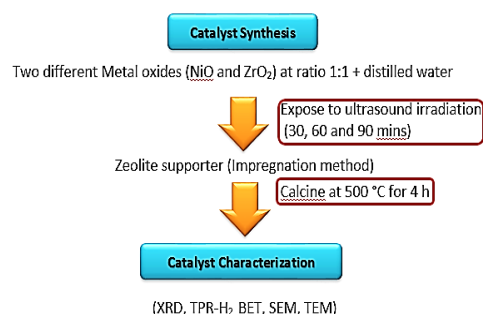 Catalyst Synthesis
Two different Metal oxides (NiO and ZrO₂) at ratio 1:1 + distilled water
Expose to ultrasound irradiation
(30, 60 and 90 mins)
Zeolite supporter (Impregnation method)
Calcine at 500 °C for 4 h
Catalyst Characterization
(XRD, TPR-H₂ BET, SEM, TEM)